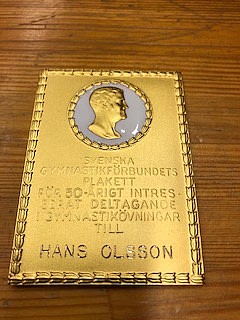 SVENSKA
GYMNASTIKFÖRBUNDETS
PLAKETT
FÖR 50-ÅRIGT INTRES-
SERAT DELTAGANDE
I GYMNASTIKÖVNINGAR
TILL
HANS OLSSON